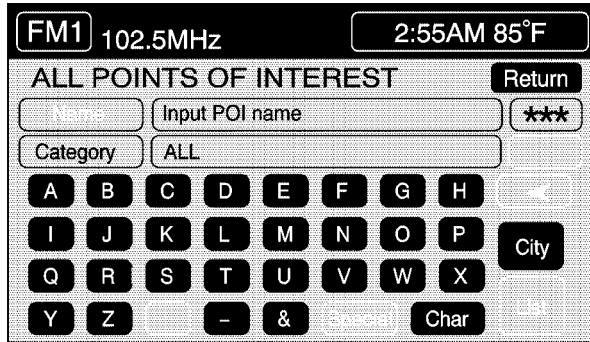 FM1 102.5MHz 2:55AM 85°F
ALL POINTS OF INTEREST Return
Name Input POI name ***
Category ALL
A B C D E F G H
I J K L M N O P City
Q R S T U V W X
Y Z – & Special Char List